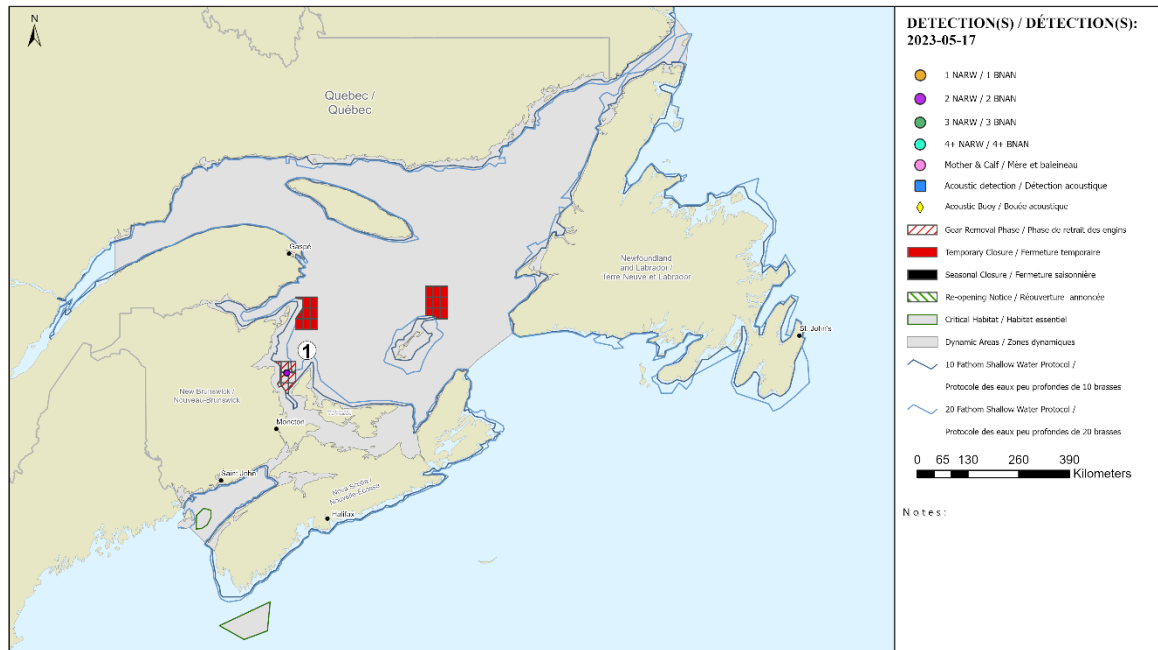 N
Quebec /
Québec
Gaspé
Newfoundland
and Labrador /
Terre Neuve et Labrador
St. John's
1
New Brunswick /
Nouveau-Brunswick
Moncton
Saint John
Nova Scotia /
Nouvelle-Écosse
Halifax
DETECTION(S) / DÉTECTION(S):
2023-05-17
1 NARW / 1 BNAN
2 NARW / 2 BNAN
3 NARW / 3 BNAN
4+ NARW / 4+ BNAN
Mother & Calf / Mère et baleineau
Acoustic detection / Détection acoustique
Acoustic Buoy / Bouée acoustique
Gear Removal Phase / Phase de retrait des engins
Temporary Closure / Fermeture temporaire
Seasonal Closure / Fermeture saisonnière
Re-opening Notice / Réouverture annoncée
Critical Habitat / Habitat essentiel
Dynamic Areas / Zones dynamiques
10 Fathom Shallow Water Protocol /
Protocole des eaux peu profondes de 10 brasses
20 Fathom Shallow Water Protocol /
Protocole des eaux peu profondes de 20 brasses
0 65 130 260 390
Kilometers
Notes: